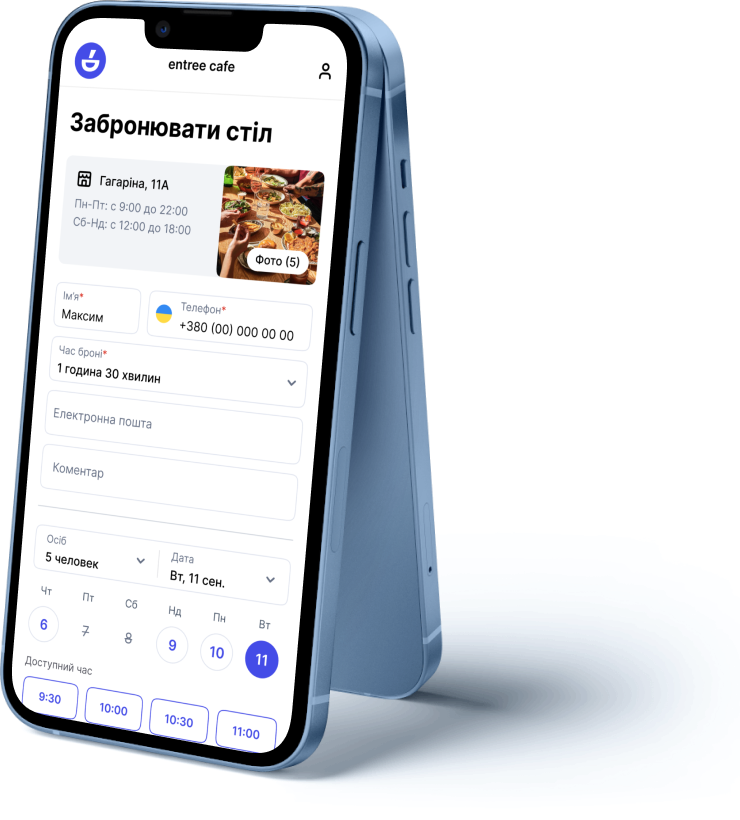 entree cafe
Забронювати стіл
Гагаріна, 11А
Пн-Пт: с 9:00 до 22:00
Сб-Нд: с 12:00 до 18:00
Фото (5)
Ім'я*
Максим
Телефон*
+380 (00) 000 00 00
Час броні*
1 година 30 хвилин
Електронна пошта
Коментар
Осіб
5 человек
Дата
Вт, 11 сен.
Чт Пт Сб Нд Пн Вт
6 7 8 9 10 11
Доступний час
9:30 10:00 10:30 11:00